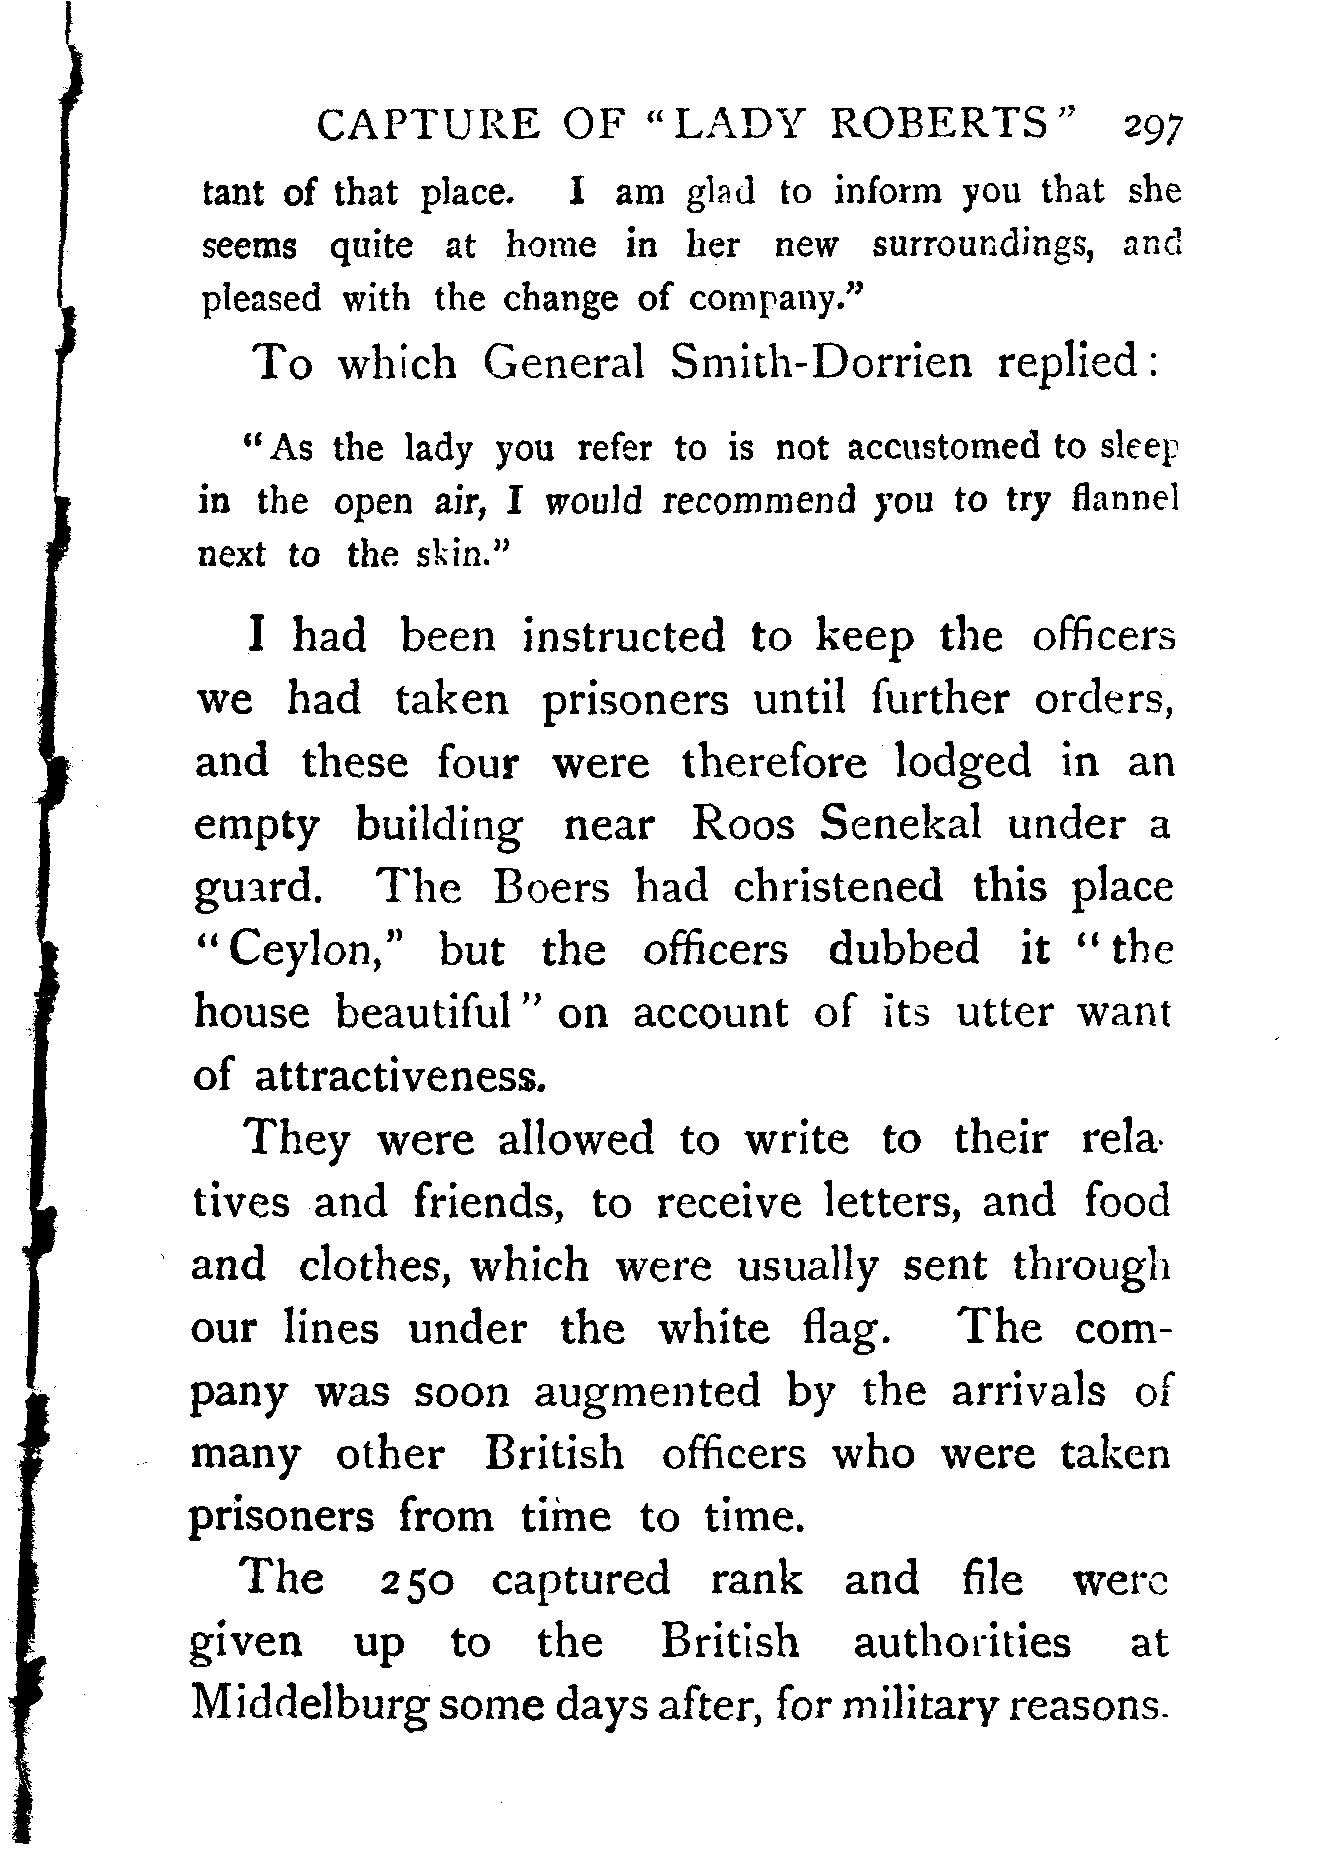 CAPTURE OF "LADY ROBERTS" 297
tant of that place. I am glad to inform you that she
seems quite at home in her new surroundings, and
pleased with the change of company."
To which General Smith-Dorrien replied:
"As the lady you refer to is not accustomed to sleep
in the open air, I would recommend you to try flannel
next to the skin."
I had been instructed to keep the officers
we had taken prisoners until further orders,
and these four were therefore lodged in an
empty building near Roos Senekal under a
guard. The Boers had christened this place
"Ceylon," but the officers dubbed it "the
house beautiful" on account of its utter want
of attractiveness.
They were allowed to write to their rela-
tives and friends, to receive letters, and food
and clothes, which were usually sent through
our lines under the white flag. The com-
pany was soon augmented by the arrivals of
many other British officers who were taken
prisoners from time to time.
The 250 captured rank and file were
given up to the British authorities at
Middelburg some days after, for military reasons.